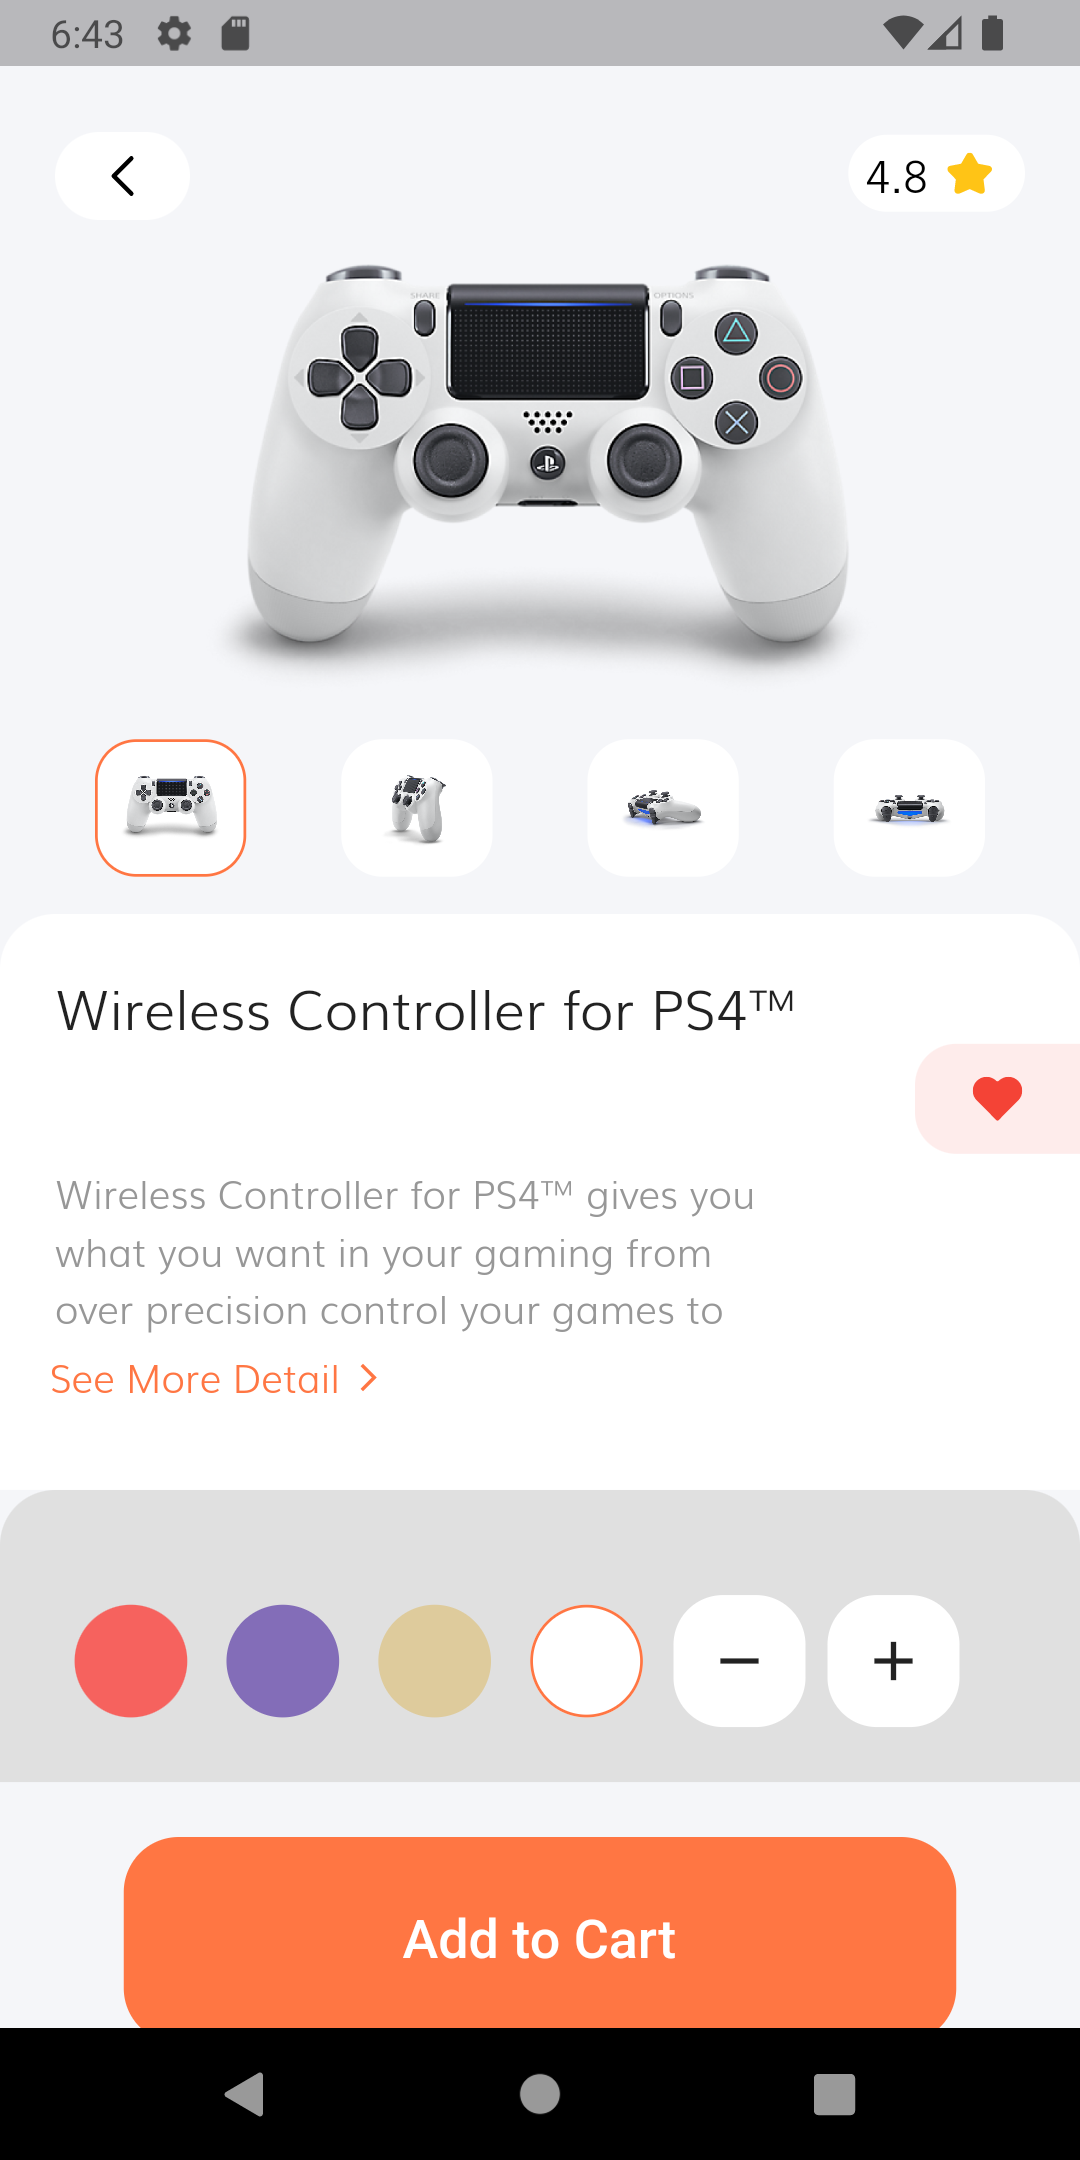 6:43
4.8
SHARE
OPTIONS
Wireless Controller for PS4™
Wireless Controller for PS4™ gives you
what you want in your gaming from
over precision control your games to
See More Detail
Add to Cart